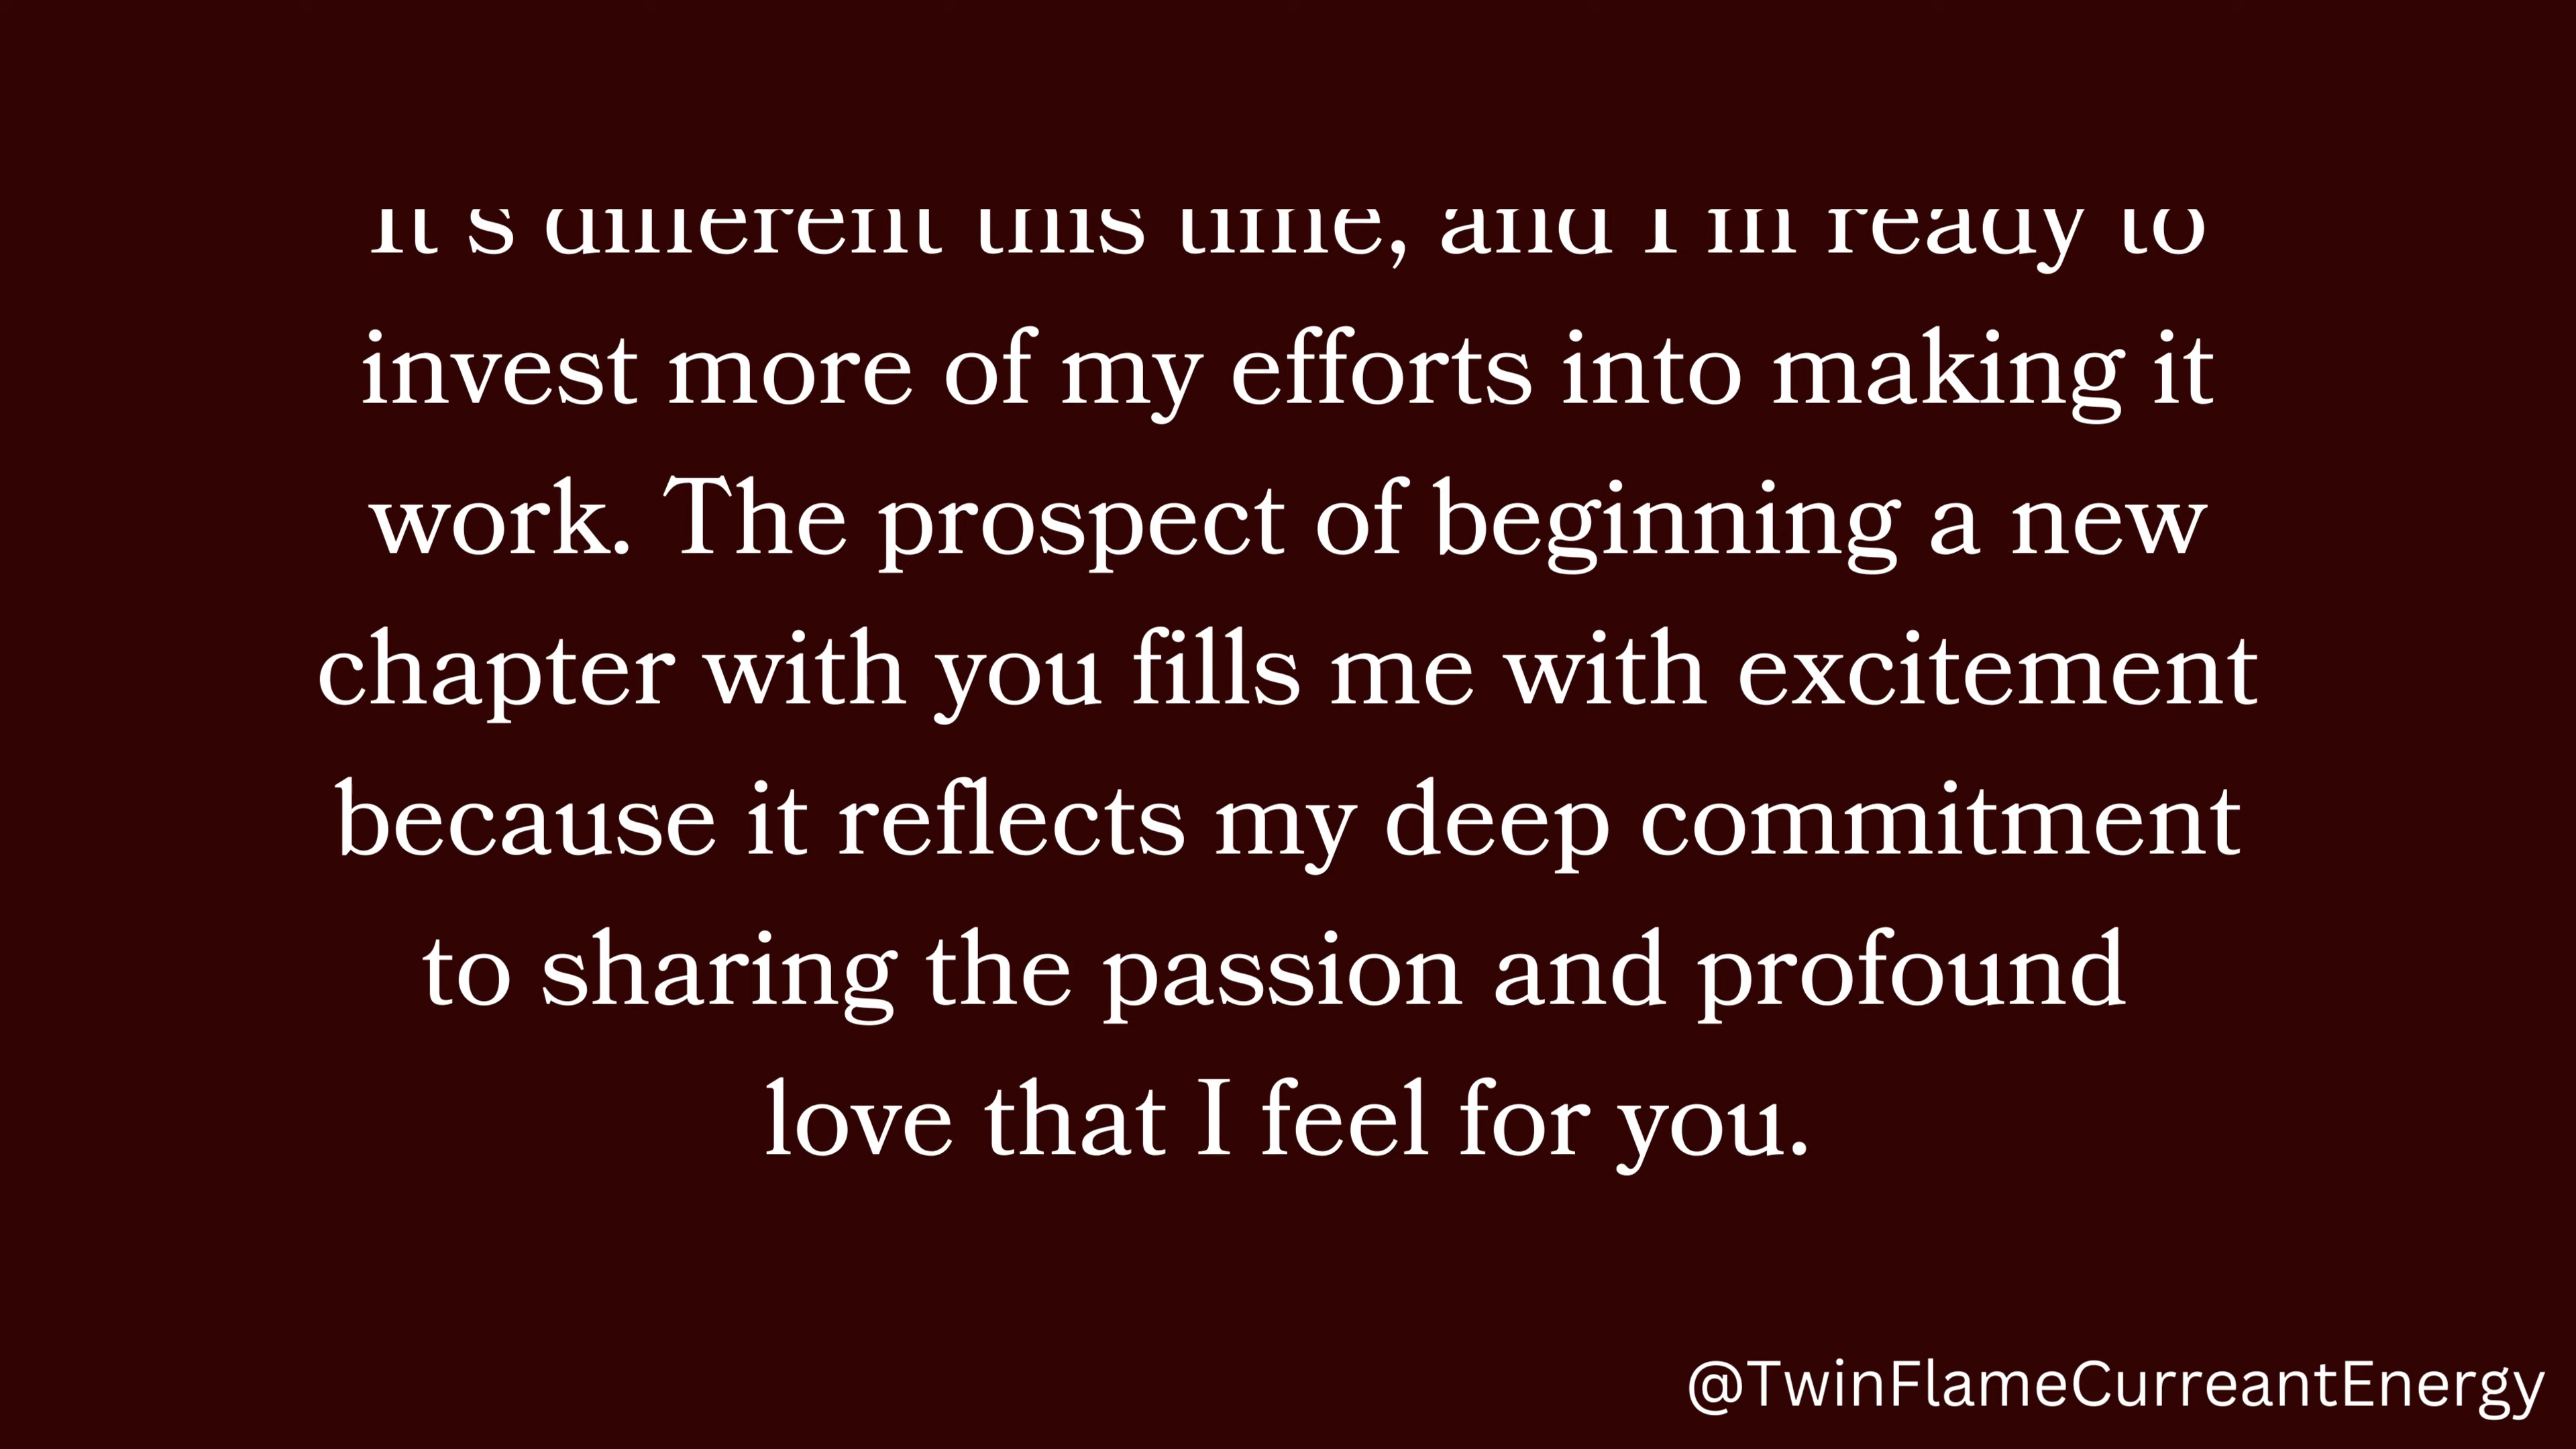 It's different this time, and I'm ready to
invest more of my efforts into making it
work. The prospect of beginning a new
chapter with you fills me with excitement
because it reflects my deep commitment
to sharing the passion and profound
love that I feel for you.
@TwinFlameCurreantEnergy